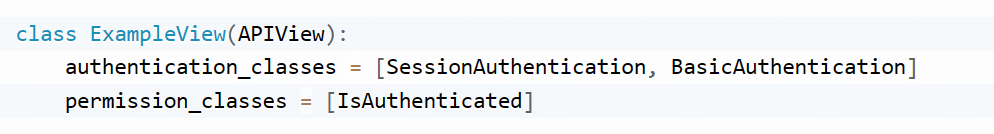 class ExampleView(APIView):
    authentication_classes = [SessionAuthentication, BasicAuthentication]
    permission_classes = [IsAuthenticated]